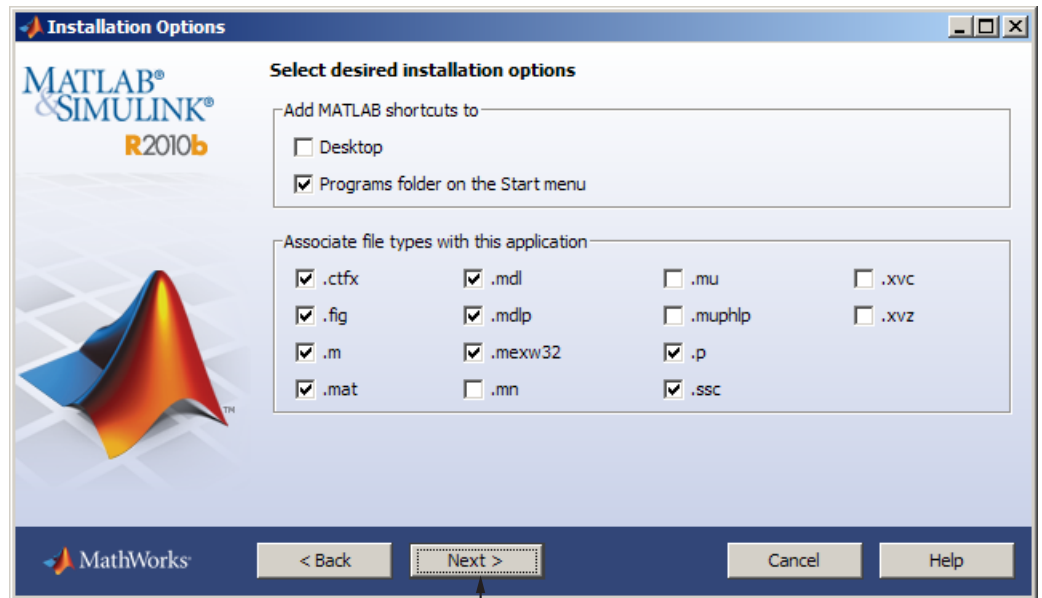 Installation Options
MATLAB®
&SIMULINK®
R2010b
TM
Select desired installation options
Add MATLAB shortcuts to
Desktop
Programs folder on the Start menu
Associate file types with this application
.ctfx .mdl .mu .xvc
.fig .mdlp .muphlp .xvz
.m .mexw32 .p
.mat .mn .ssc
MathWorks
< Back Next > Cancel Help